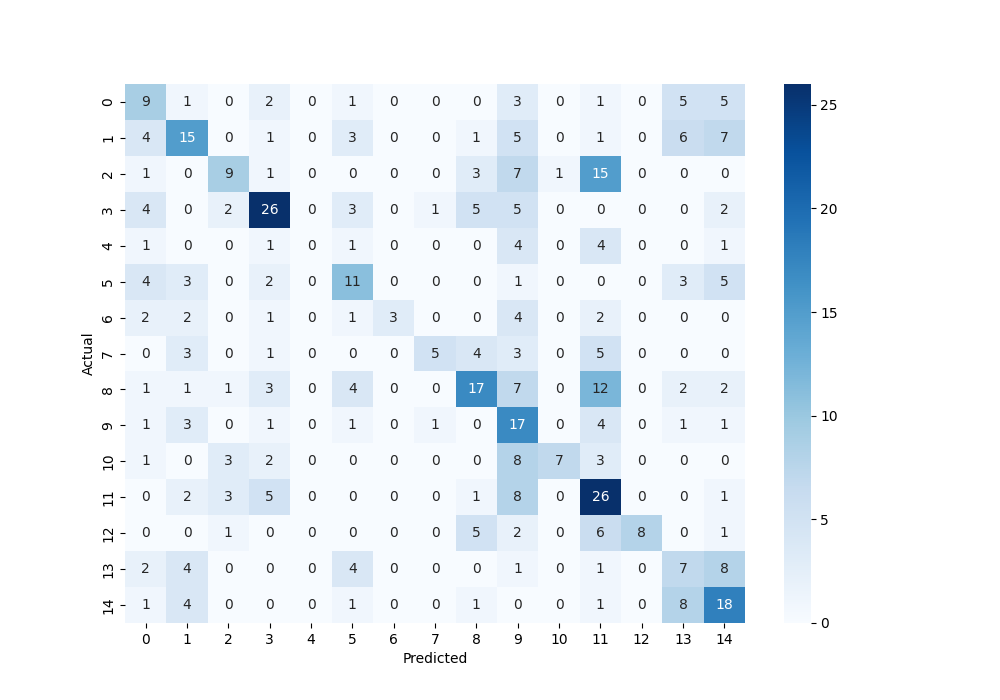 0 9 1 0 2 0 1 0 0 0 3 0 1 0 5 5
1 4 15 0 1 0 3 0 0 1 5 0 1 0 6 7
2 1 0 9 1 0 0 0 0 3 7 1 15 0 0 0
3 4 0 2 26 0 3 0 1 5 5 0 0 0 0 2
4 1 0 0 1 0 1 0 0 0 4 0 4 0 0 1
5 4 3 0 2 0 11 0 0 0 1 0 0 0 3 5
6 2 2 0 1 0 1 3 0 0 4 0 2 0 0 0
7 0 3 0 1 0 0 0 5 4 3 0 5 0 0 0
8 1 1 1 3 0 4 0 0 17 7 0 12 0 2 2
9 1 3 0 1 0 1 0 1 0 17 0 4 0 1 1
10 1 0 3 2 0 0 0 0 0 8 7 3 0 0 0
11 0 2 3 5 0 0 0 0 1 8 0 26 0 0 1
12 0 0 1 0 0 0 0 0 5 2 0 6 8 0 1
13 2 4 0 0 0 4 0 0 0 1 0 1 0 7 8
14 1 4 0 0 0 1 0 0 1 0 0 1 0 8 18
0 1 2 3 4 5 6 7 8 9 10 11 12 13 14
Predicted
Actual
25
20
15
10
5
0